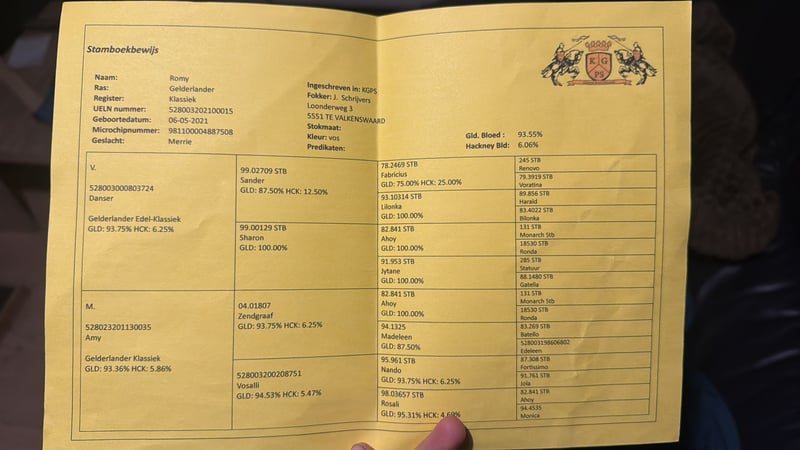 Stamboekbewijs
K G
PS
Naam: Romy
Ras: Gelderlander
Register: Klassiek
UELN nummer: 528003202100015
Geboortedatum: 06-05-2021
Microchipnummer: 981100004887508
Geslacht: Merrie
Ingeschreven in: KGPS
Fokker: J. Schrijvers
Loonderweg 3
5551 TE VALKENSWAARD
Stokmaat:
Kleur: vos
Predikaten:
Gld. Bloed : 93.55%
Hackney Bld: 6.06%
V.
528003000803724
Danser
Gelderlander Edel-Klassiek
GLD: 93.75% HCK: 6.25%
M.
528023201130035
Amy
Gelderlander Klassiek
GLD: 93.36% HCK: 5.86%
99.02709 STB
Sander
GLD: 87.50% HCK: 12.50%
99.00129 STB
Sharon
GLD: 100.00%
04.01807
Zendgraaf
GLD: 93.75% HCK: 6.25%
528003200208751
Vosalli
GLD: 94.53% HCK: 5.47%
78.2469 STB
Fabricius
GLD: 75.00% HCK: 25.00%
93.10314 STB
Lilonka
GLD: 100.00%
82.841 STB
Ahoy
GLD: 100.00%
91.953 STB
Jytane
GLD: 100.00%
82.841 STB
Ahoy
GLD: 100.00%
94.1325
Madeleen
GLD: 87.50%
95.961 STB
Nando
GLD: 93.75% HCK: 6.25%
98.03657 STB
Rosali
GLD: 95.31% HCK: 4.69%
245 STB
Renovo
79.3919 STB
Voratina
89.856 STB
Harald
83.4022 STB
Bilonka
131 STB
Monarch Stb
18530 STB
Ronda
285 STB
Statuur
88.1480 STB
Gatella
131 STB
Monarch Stb
18530 STB
Ronda
83.269 STB
Batello
528003198606802
Edeleen
87.308 STB
Fortissimo
91.761 STB
Jola
82.841 STB
Ahoy
94.4535
Monica